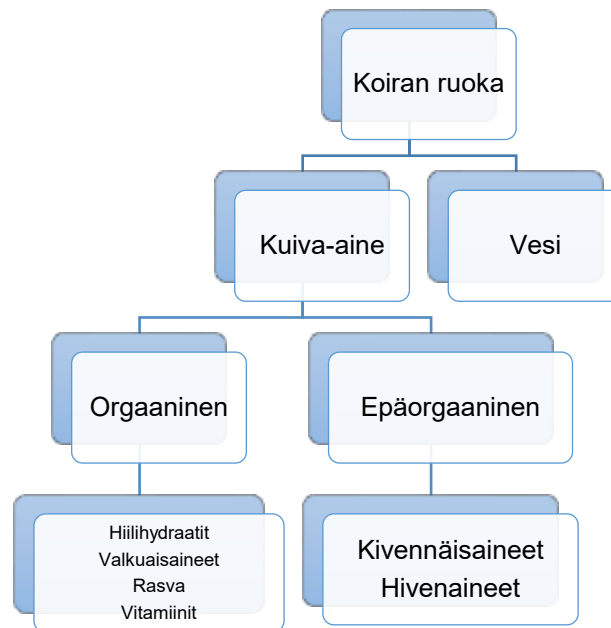 Koiran ruoka
Kuiva-aine
Vesi
Orgaaninen
Epäorgaaninen
Hiilihydraatit
Valkuaisaineet
Rasva
Vitamiinit
Kivennäisaineet
Hivenaineet